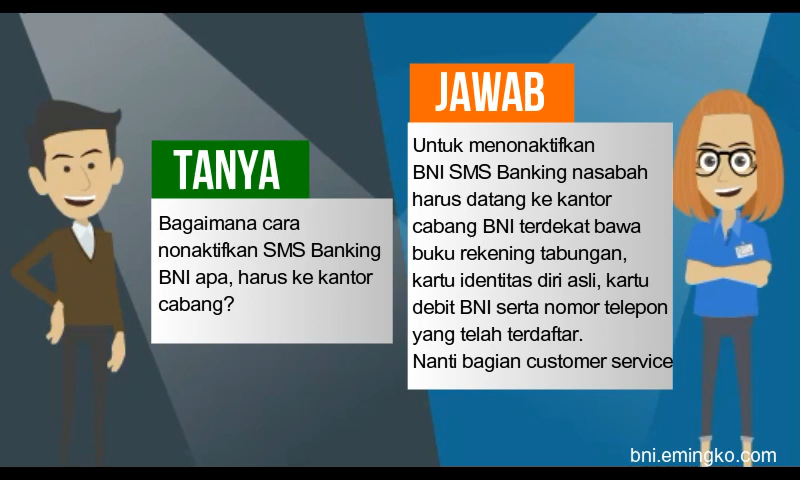 TANYA
Bagaimana cara
nonaktifkan SMS Banking
BNI apa, harus ke kantor
cabang?
JAWAB
Untuk menonaktifkan
BNI SMS Banking nasabah
harus datang ke kantor
cabang BNI terdekat bawa
buku rekening tabungan,
kartu identitas diri asli, kartu
debit BNI serta nomor telepon
yang telah terdaftar.
Nanti bagian customer service
bni.emingko.com